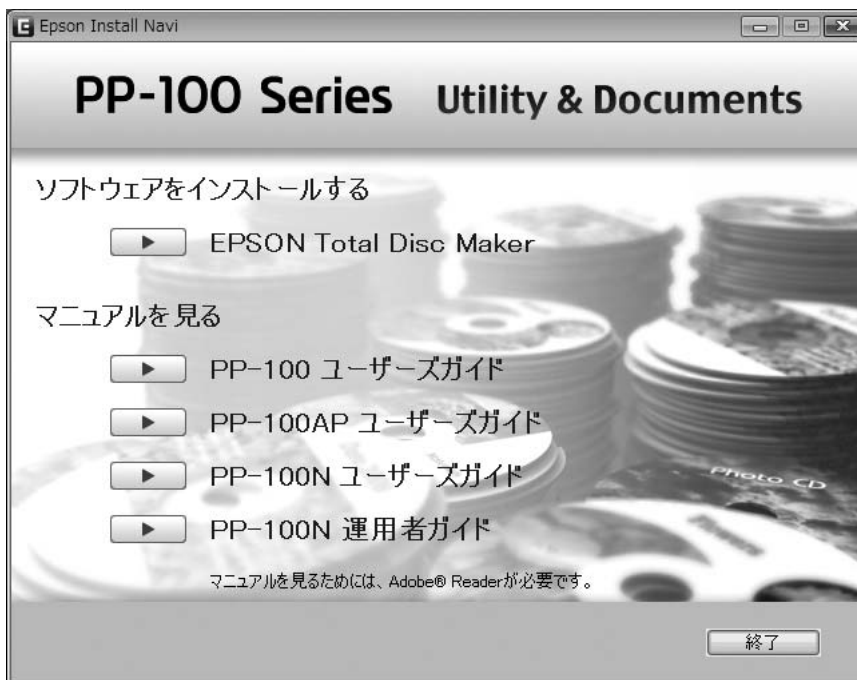 Epson Install Navi
PP-100 Series Utility & Documents
ソフトウェアをインストールする
EPSON Total Disc Maker
マニュアルを見る
PP-100 ユーザーズガイド
PP-100AP ユーザーズガイド
PP-100N ユーザーズガイド
PP-100N 運用者ガイド
Photo CD
Flowers
マニュアルを見るためには、Adobe® Readerが必要です。
終了